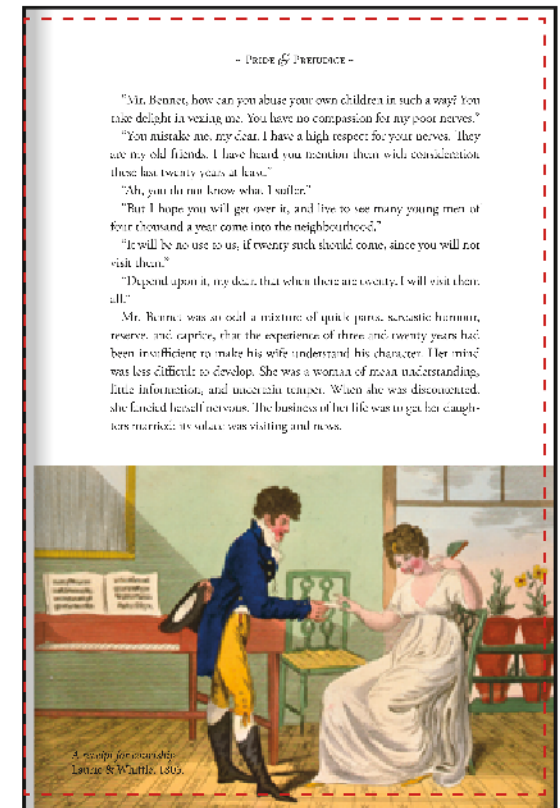 ~ Pride & Prejudice ~
“Mr. Bennet, how can you abuse your own children in such a way? You
take delight in vexing me. You have no compassion for my poor nerves.”
“You mistake me, my dear. I have a high respect for your nerves. They
are my old friends. I have heard you mention them with consideration
these last twenty years at least.”
“Ah, you do not know what I suffer.”
“But I hope you will get over it, and live to see many young men of
four thousand a year come into the neighbourhood.”
“It will be no use to us, if twenty such should come, since you will not
visit them.”
“Depend upon it, my dear, that when there are twenty, I will visit them
all.”
Mr. Bennet was so odd a mixture of quick parts, sarcastic humour,
reserve, and caprice, that the experience of three and twenty years had
been insufficient to make his wife understand his character. Her mind
was less difficult to develop. She was a woman of mean understanding,
little information, and uncertain temper. When she was discontented,
she fancied herself nervous. The business of her life was to get her daugh-
ters married; its solace was visiting and news.
A receipt for courtship
Laurie & Whittle, 1805.